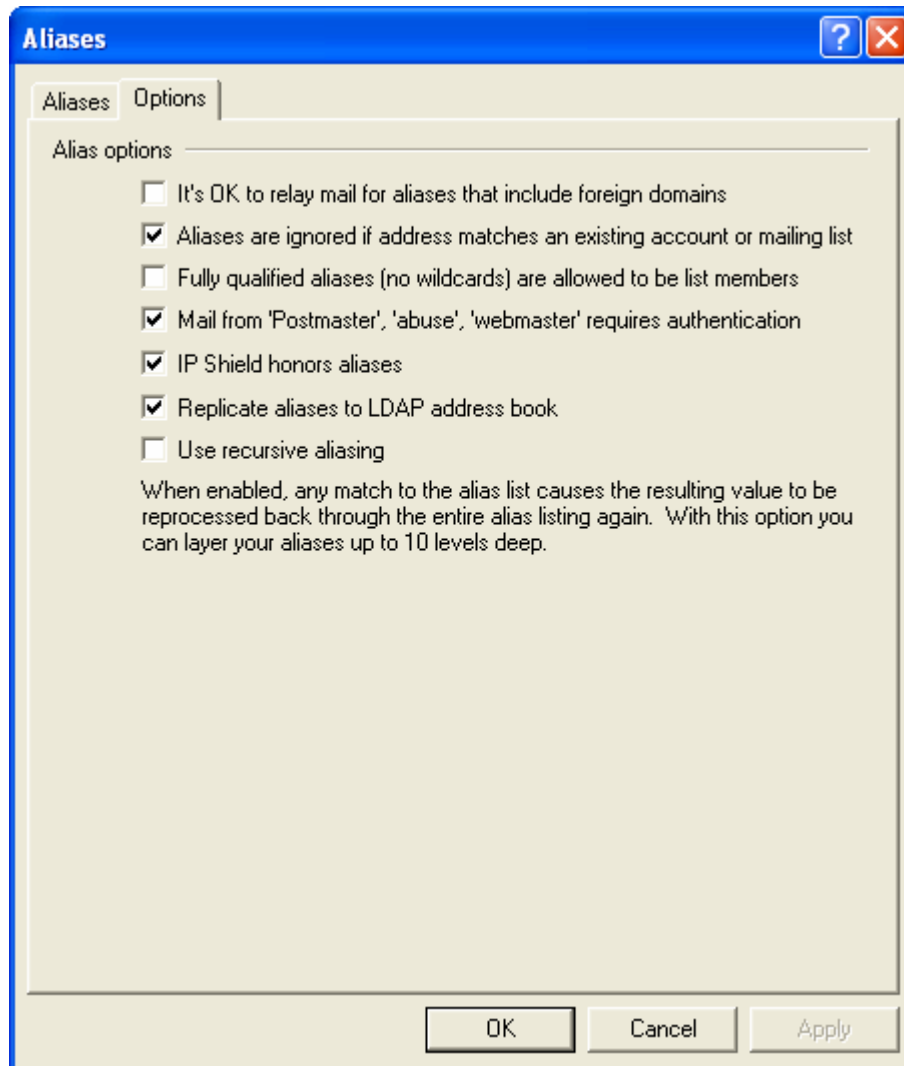 Aliases
Aliases
Options
Alias options
It's OK to relay mail for aliases that include foreign domains
Aliases are ignored if address matches an existing account or mailing list
Fully qualified aliases (no wildcards) are allowed to be list members
Mail from 'Postmaster', 'abuse', 'webmaster' requires authentication
IP Shield honors aliases
Replicate aliases to LDAP address book
Use recursive aliasing
When enabled, any match to the alias list causes the resulting value to be
reprocessed back through the entire alias listing again.  With this option you
can layer your aliases up to 10 levels deep.
OK
Cancel
Apply